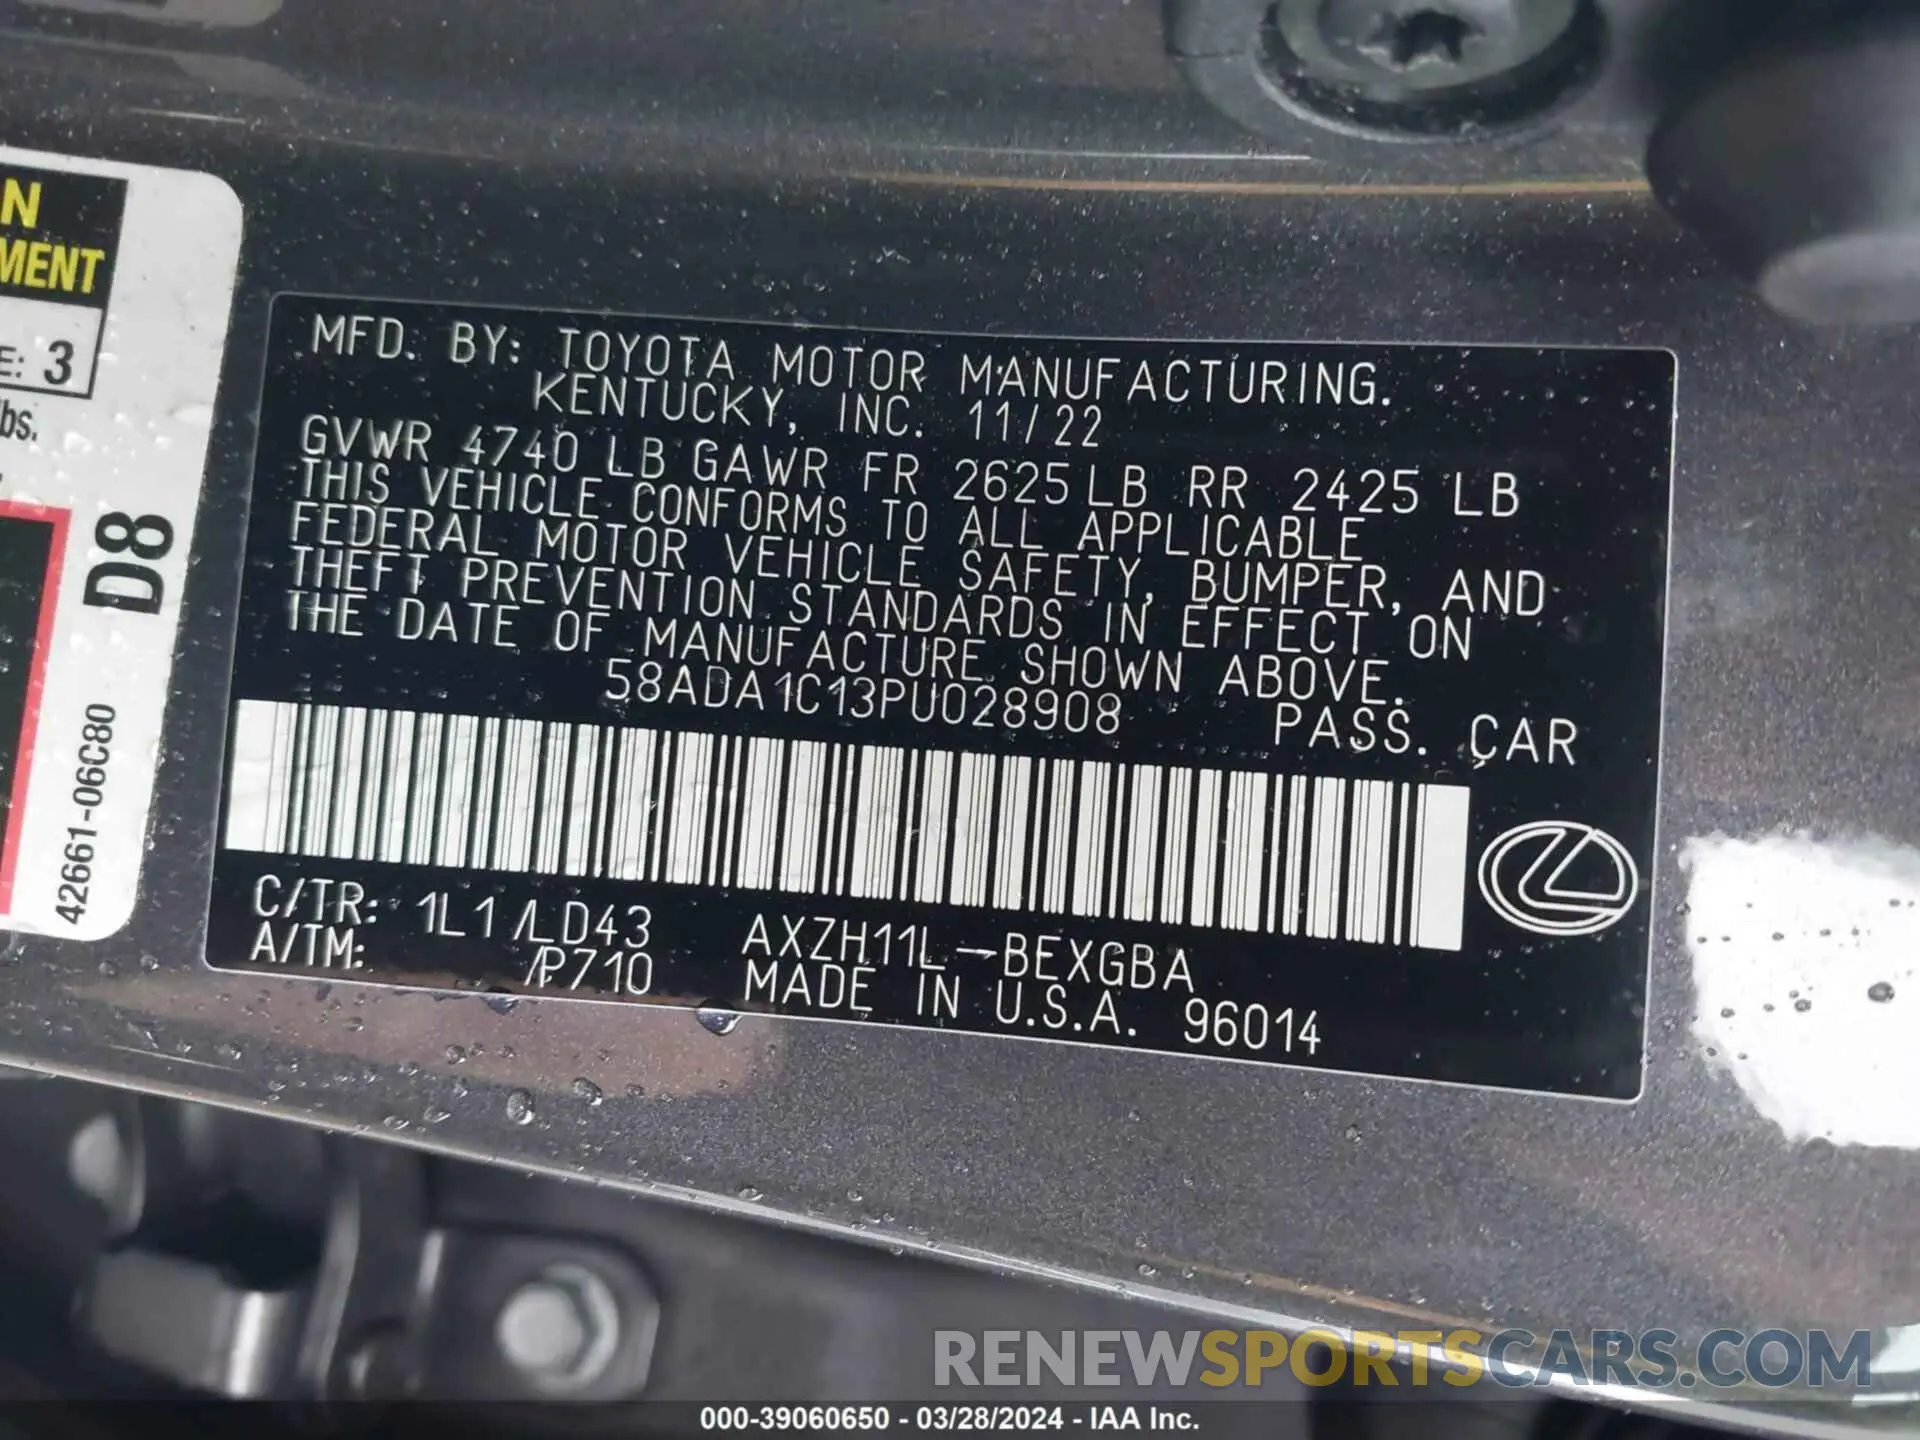 N
MENT
E: 3
lbs.
D8
42661-06C80
MFD. BY: TOYOTA MOTOR MANUFACTURING.
KENTUCKY, INC. 11/22
GVWR 4740 LB GAWR FR 2625 LB RR 2425 LB
THIS VEHICLE CONFORMS TO ALL APPLICABLE
FEDERAL MOTOR VEHICLE SAFETY, BUMPER, AND
THEFT PREVENTION STANDARDS IN EFFECT ON
THE DATE OF MANUFACTURE SHOWN ABOVE.
58ADA1C13PU028908 PASS. CAR
C/TR: 1L1 /LD43 AXZH11L-BEXGBA
A/TM: /P710 MADE IN U.S.A. 96014
RENEWSPORTSCARS.COM
000-39060650 - 03/28/2024 - IAA Inc.